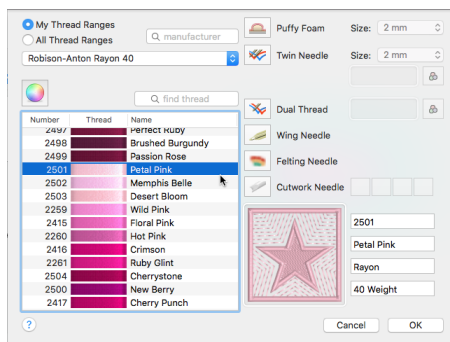 My Thread Ranges
All Thread Ranges
manufacturer
Robison-Anton Rayon 40
find thread
Number Thread Name
2497 Perfect Ruby
2498 Brushed Burgundy
2499 Passion Rose
2501 Petal Pink
2502 Memphis Belle
2503 Desert Bloom
2259 Wild Pink
2415 Floral Pink
2260 Hot Pink
2416 Crimson
2261 Ruby Glint
2504 Cherrystone
2500 New Berry
2417 Cherry Punch
?
Puffy Foam Size: 2 mm
Twin Needle Size: 2 mm
Dual Thread
Wing Needle
Felting Needle
Cutwork Needle
2501
Petal Pink
Rayon
40 Weight
Cancel OK